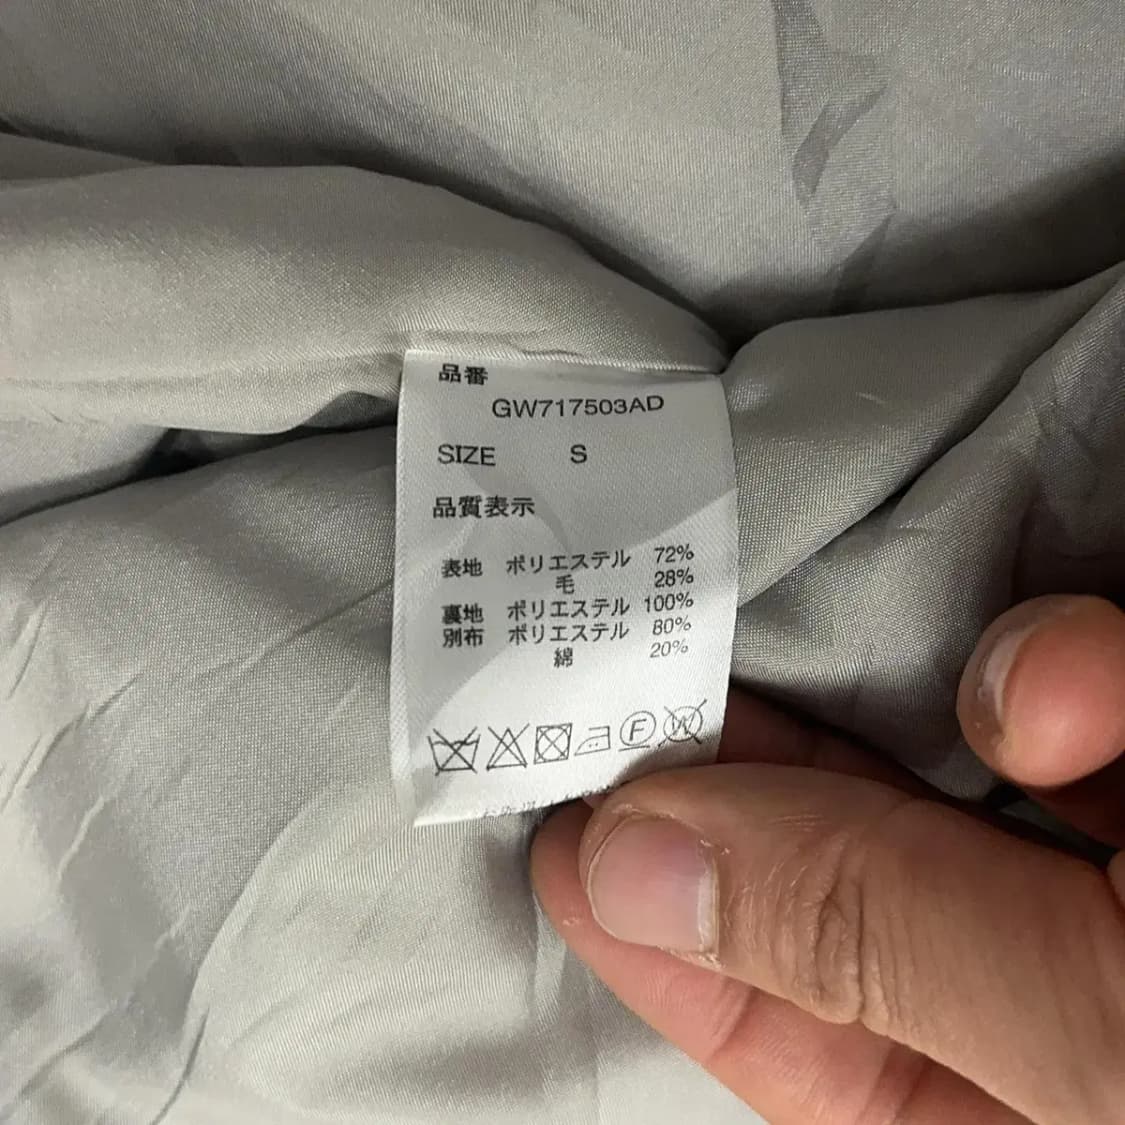 品番
GW717503AD
SIZE S
品質表示
表地 ポリエステル 72%
毛 28%
裏地 ポリエステル 100%
別布 ポリエステル 80%
綿 20%
F W